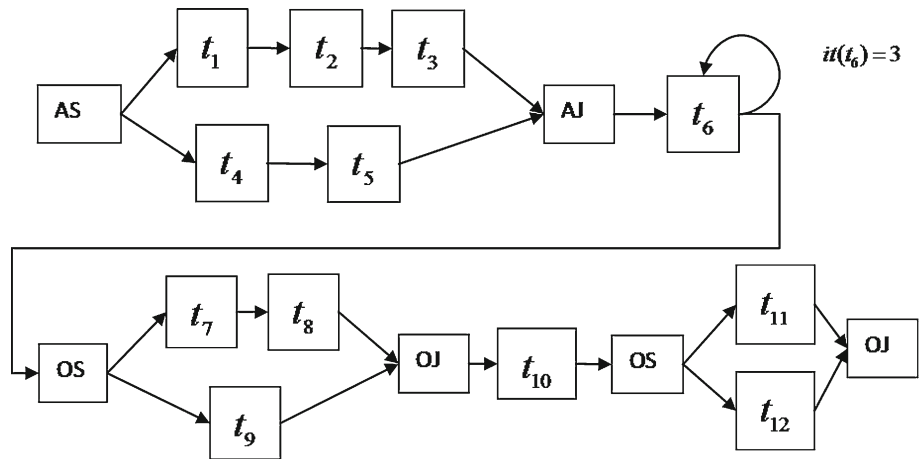 t₁ t₂ t₃
it(t₆) = 3
AS AJ t₆
t₄ t₅
t₇ t₈ t₁₁
OS OJ t₁₀ OS OJ
t₉ t₁₂